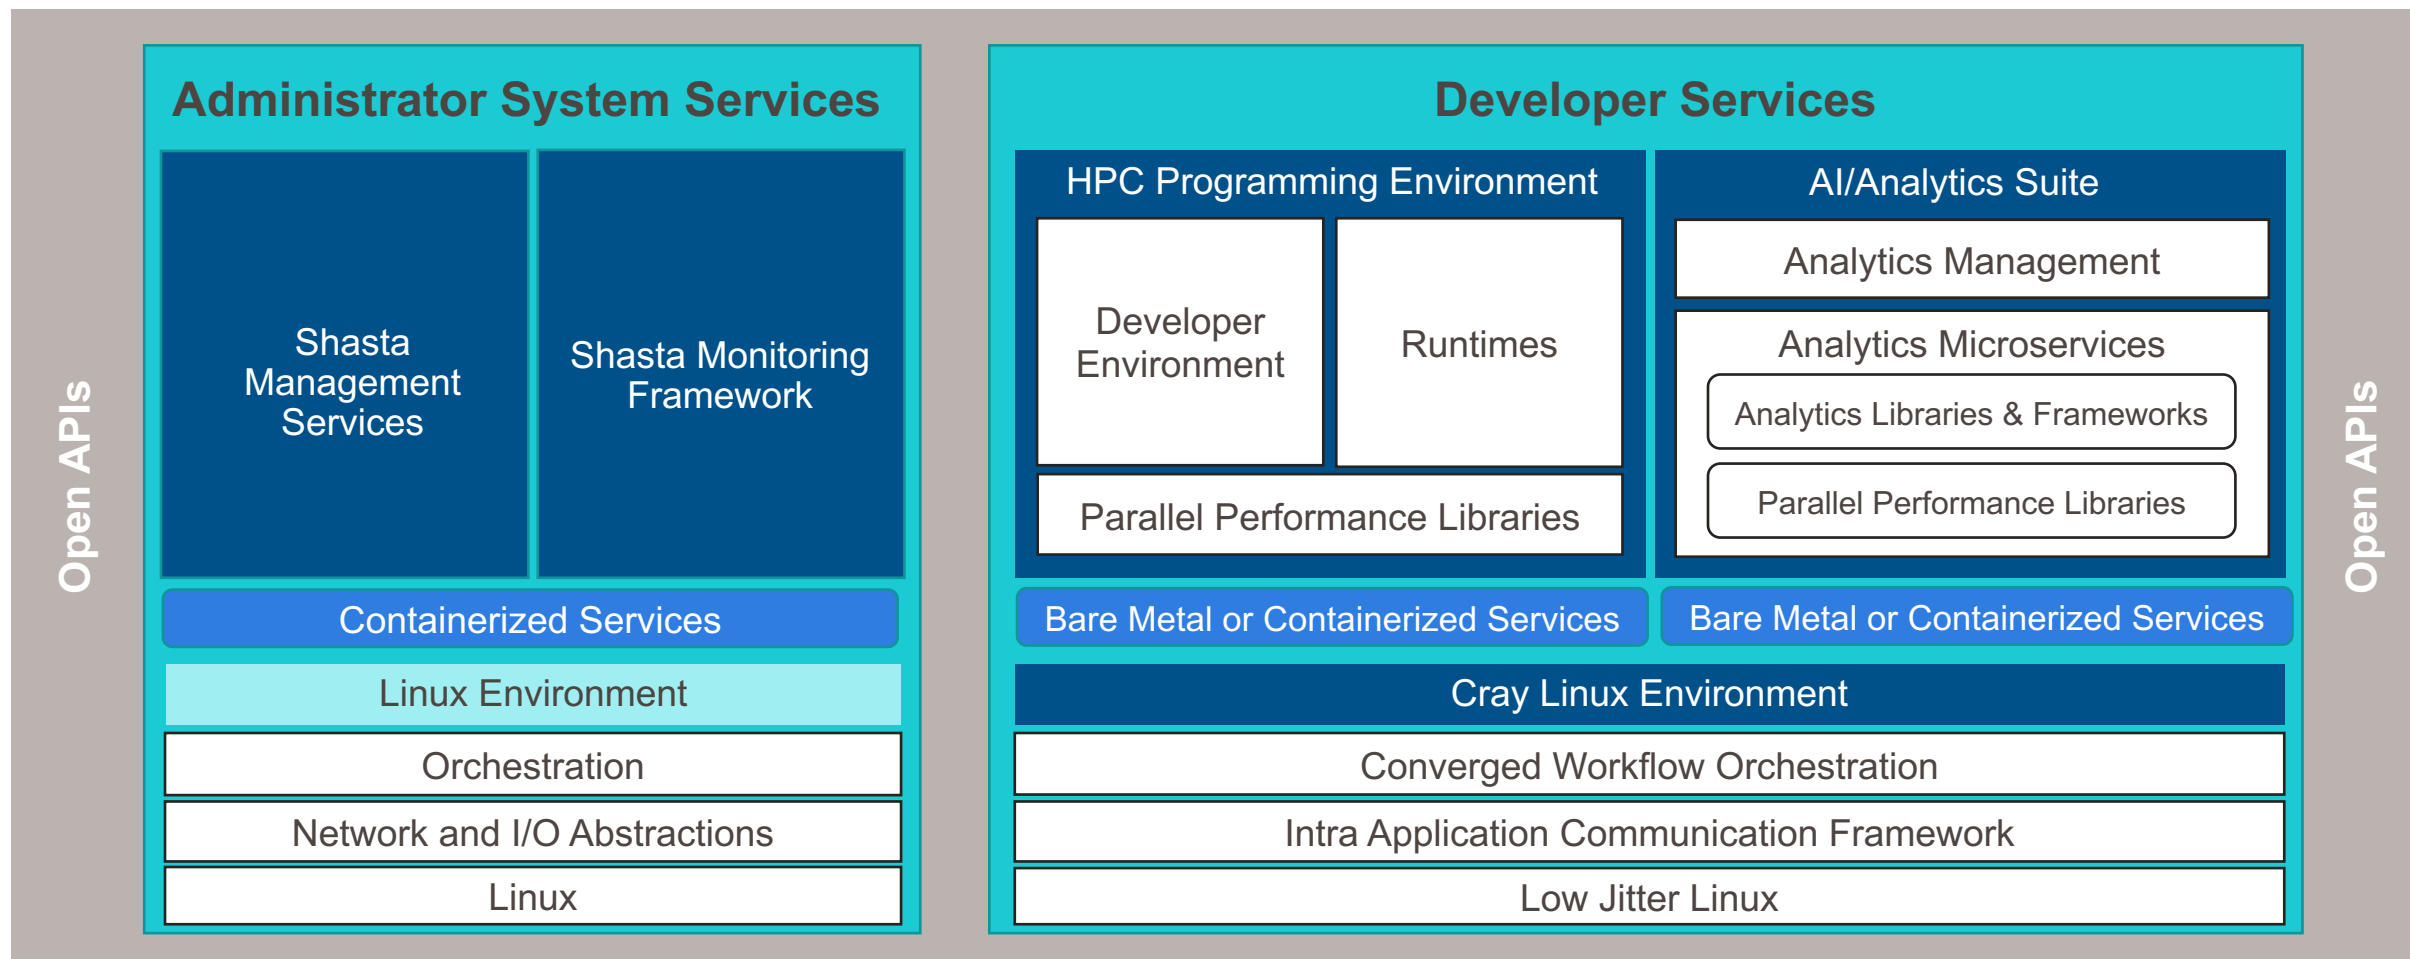 Open APIs
Administrator System Services
Shasta
Management
Services
Shasta Monitoring
Framework
Containerized Services
Linux Environment
Orchestration
Network and I/O Abstractions
Linux
Developer Services
HPC Programming Environment
Developer
Environment
Runtimes
Parallel Performance Libraries
AI/Analytics Suite
Analytics Management
Analytics Microservices
Analytics Libraries & Frameworks
Parallel Performance Libraries
Bare Metal or Containerized Services
Bare Metal or Containerized Services
Cray Linux Environment
Converged Workflow Orchestration
Intra Application Communication Framework
Low Jitter Linux
Open APIs